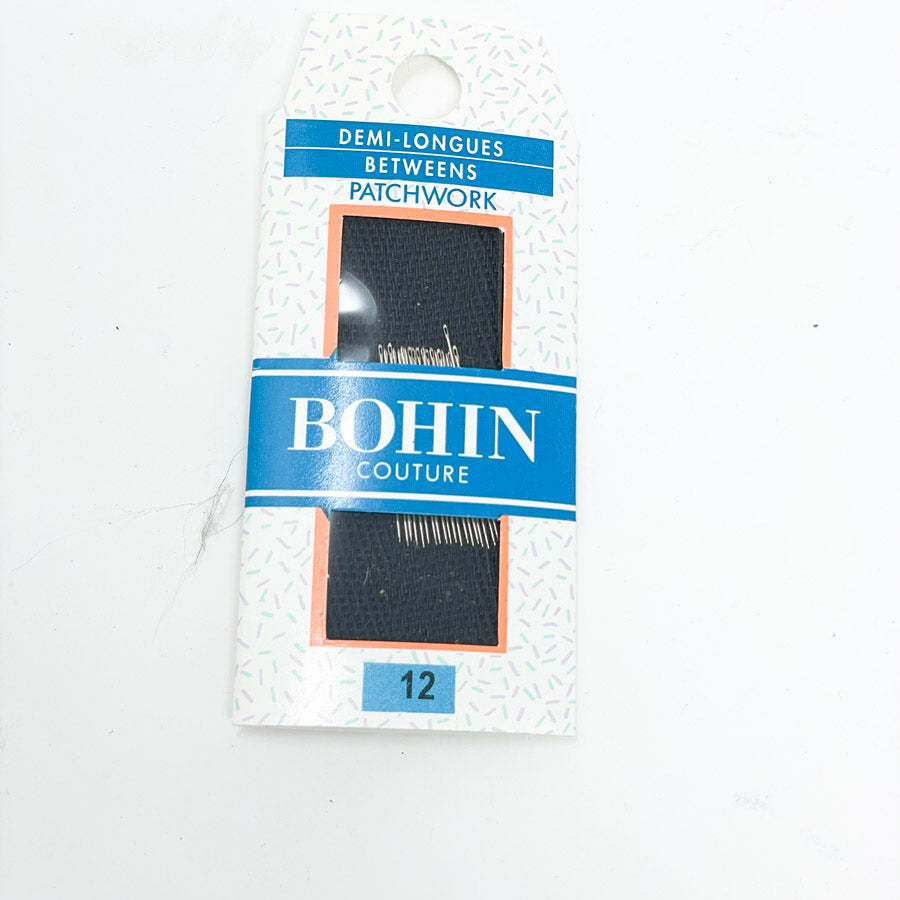 DEMI-LONGUES
BETWEENS
PATCHWORK
BOHIN
COUTURE
12